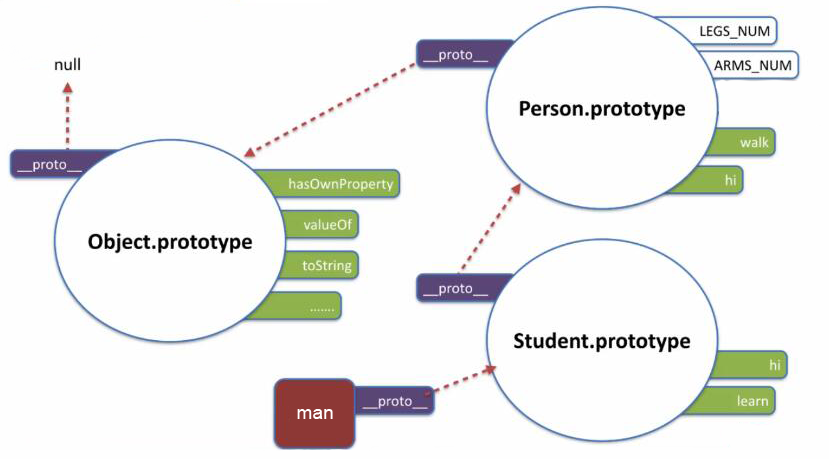 null
__proto__
Object.prototype
hasOwnProperty
valueOf
toString
.......
__proto__
Person.prototype
LEGS_NUM
ARMS_NUM
walk
hi
__proto__
Student.prototype
hi
learn
man
__proto__